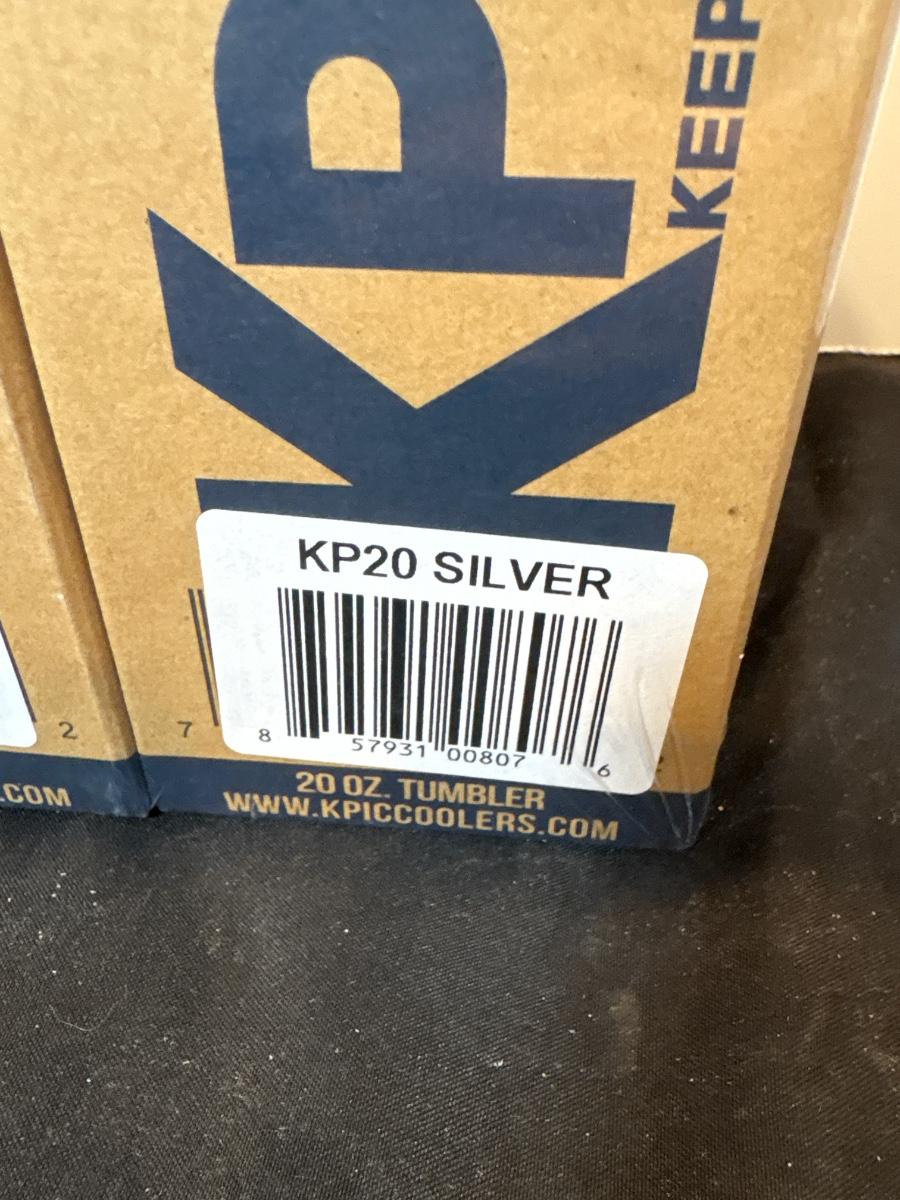 KP
KEEP
KP20 SILVER
8 57931 00807 6
7
2
20 OZ. TUMBLER
WWW.KPICCOOLERS.COM
.COM